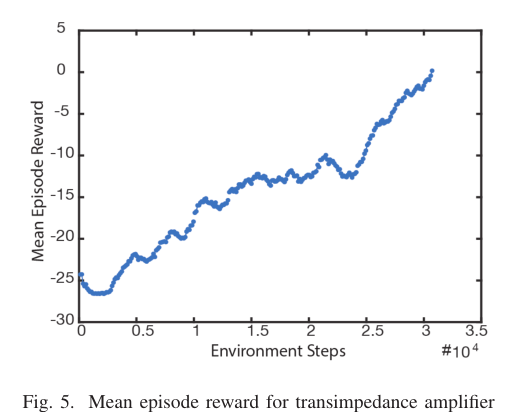 5
0
-5
-10
-15
-20
-25
-30
Mean Episode Reward
0 0.5 1 1.5 2 2.5 3 3.5
Environment Steps #10⁴
Fig. 5. Mean episode reward for transimpedance amplifier